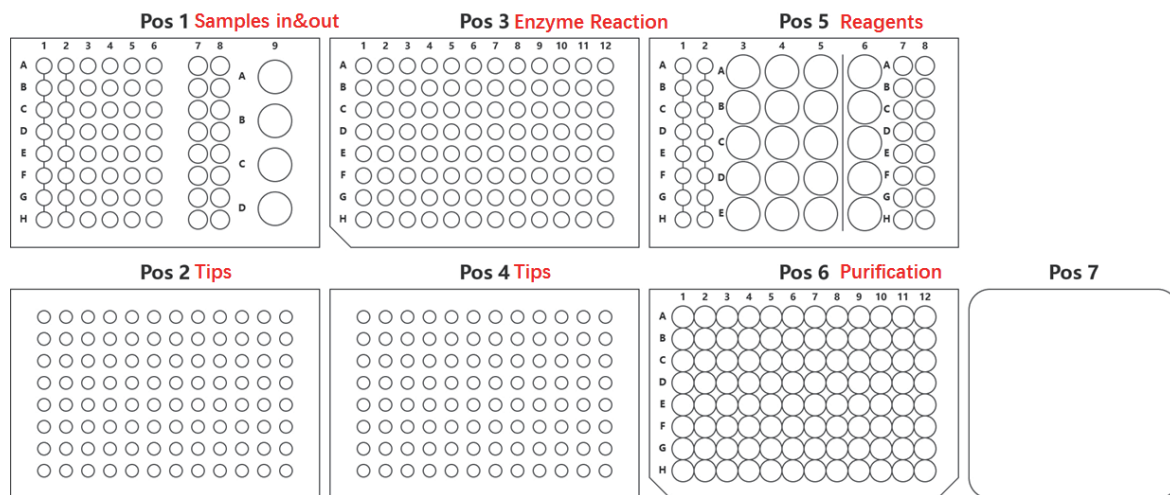 Pos 1 Samples in&out
1 2 3 4 5 6 7 8 9
A
B
C
D
E
F
G
H
A
B
C
D
Pos 3 Enzyme Reaction
1 2 3 4 5 6 7 8 9 10 11 12
A
B
C
D
E
F
G
H
Pos 5 Reagents
1 2 3 4 5 6 7 8
A
B
C
D
E
F
G
H
A
B
C
D
E
A
B
C
D
E
F
G
H
Pos 2 Tips
Pos 4 Tips
Pos 6 Purification
1 2 3 4 5 6 7 8 9 10 11 12
A
B
C
D
E
F
G
H
Pos 7